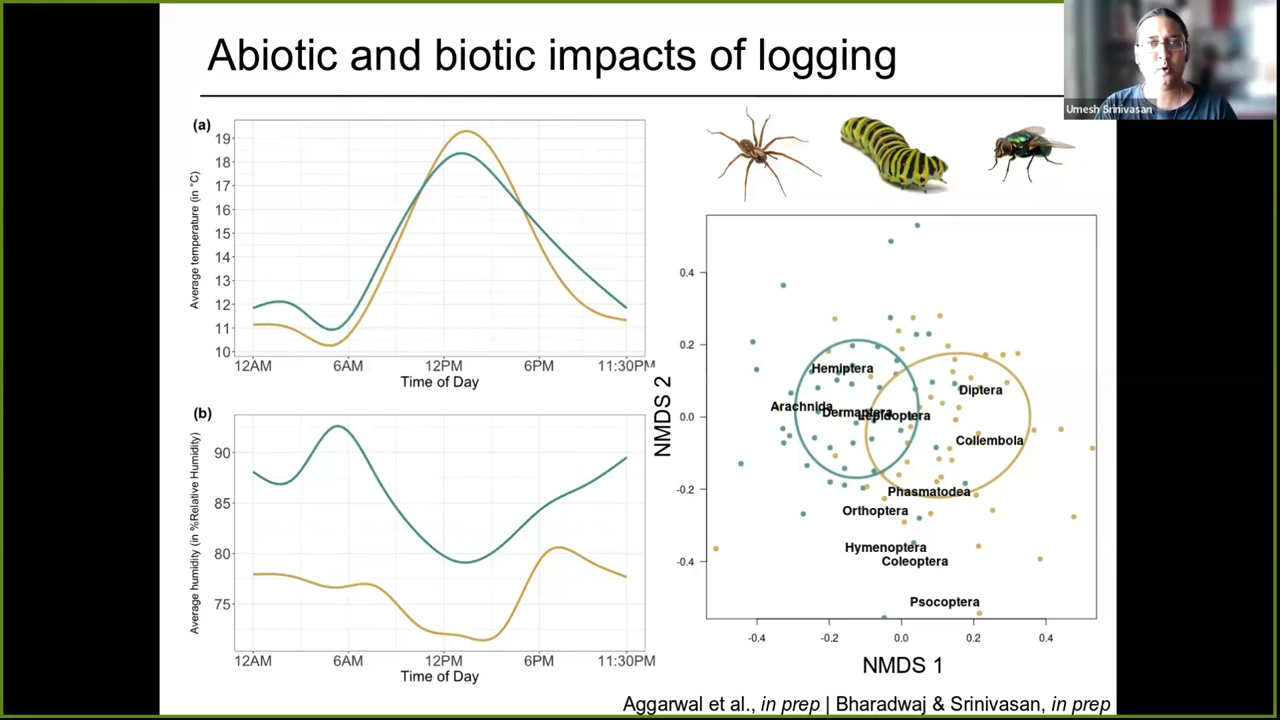 Abiotic and biotic impacts of logging
Umesh Srinivasan
(a)
Average temperature (in °C)
19
18
17
16
15
14
13
12
11
10
12AM 6AM 12PM 6PM 11:30PM
Time of Day
(b)
Average humidity (in %Relative Humidity)
90
85
80
75
12AM 6AM 12PM 6PM 11:30PM
Time of Day
NMDS 2
0.4
0.2
0.0
-0.2
-0.4
Hemiptera
Diptera
Arachnida
Dermaptera
Lepidoptera
Collembola
Phasmatodea
Orthoptera
Hymenoptera
Coleoptera
Psocoptera
-0.4 -0.2 0.0 0.2 0.4
NMDS 1
Aggarwal et al., in prep | Bharadwaj & Srinivasan, in prep